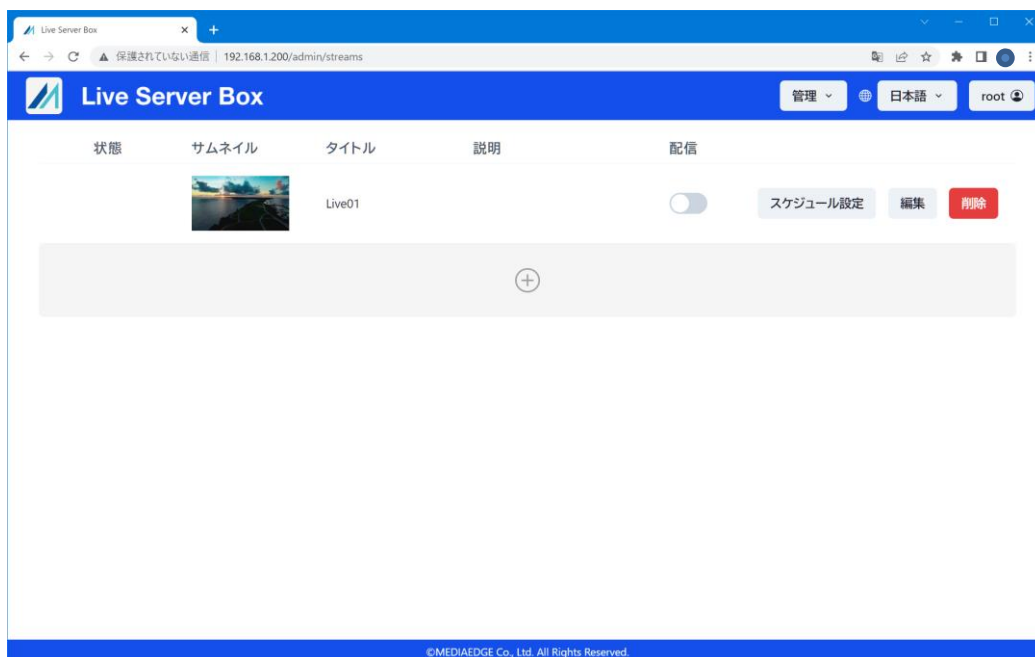 Live Server Box
保護されていない通信 192.168.1.200/admin/streams
Live Server Box 管理 日本語 root
状態 サムネイル タイトル 説明 配信
Live01 スケジュール設定 編集 削除
©MEDIAEDGE Co., Ltd. All Rights Reserved.